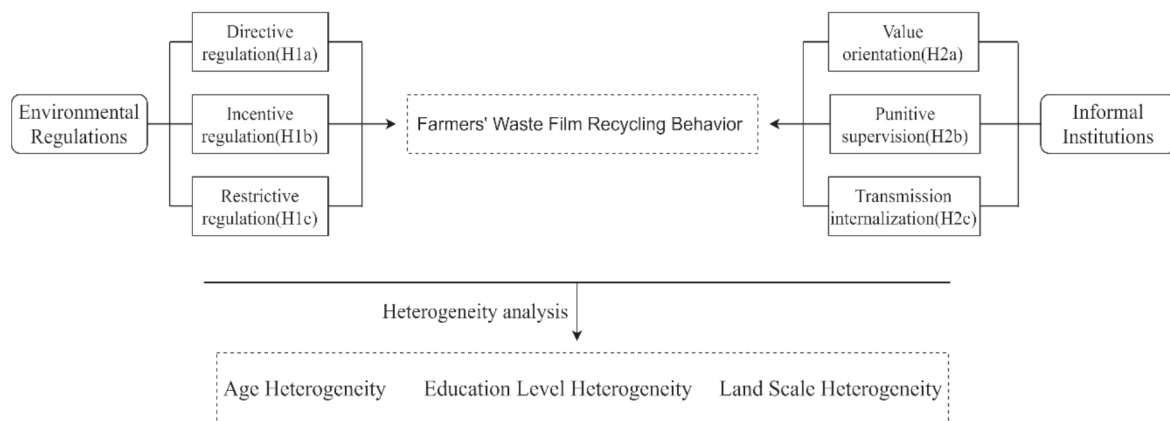 Environmental
Regulations
Directive
regulation(H1a)
Incentive
regulation(H1b)
Restrictive
regulation(H1c)
Farmers' Waste Film Recycling Behavior
Value
orientation(H2a)
Punitive
supervision(H2b)
Transmission
internalization(H2c)
Informal
Institutions
Heterogeneity analysis
Age Heterogeneity Education Level Heterogeneity Land Scale Heterogeneity